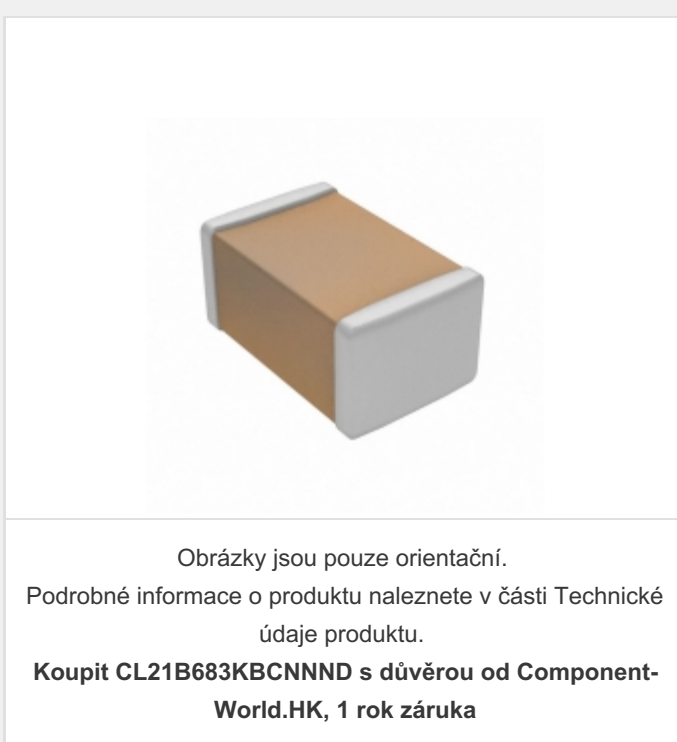 Obrázky jsou pouze orientační.
Podrobné informace o produktu naleznete v části Technické
údaje produktu.
Koupit CL21B683KBCNNND s důvěrou od Component-
World.HK, 1 rok záruka